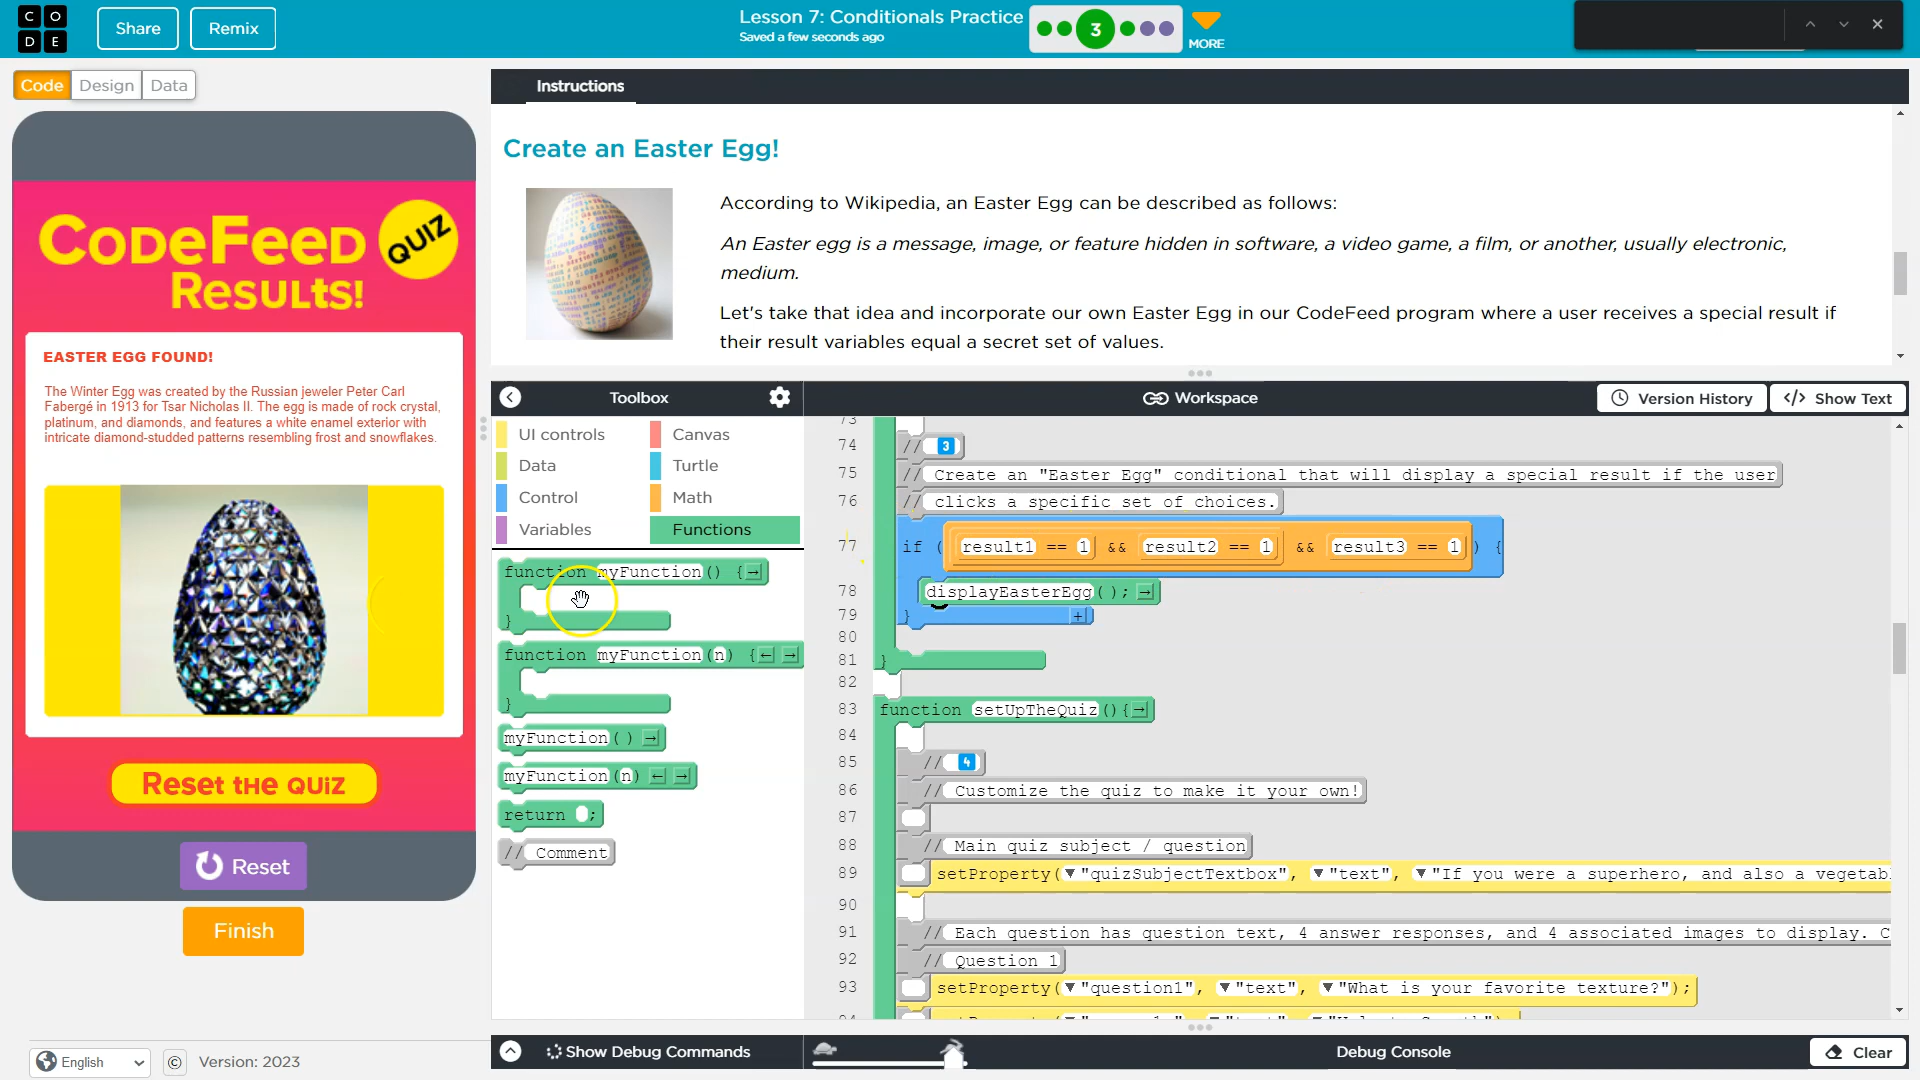 C O
D E
Share
Remix
Lesson 7: Conditionals Practice
Saved a few seconds ago
3
MORE
Code
Design
Data
Instructions
Create an Easter Egg!
According to Wikipedia, an Easter Egg can be described as follows:
An Easter egg is a message, image, or feature hidden in software, a video game, a film, or another, usually electronic,
medium.
Let's take that idea and incorporate our own Easter Egg in our CodeFeed program where a user receives a special result if
their result variables equal a secret set of values.
CODEFEED QUIZ
RESULTS!
EASTER EGG FOUND!
The Winter Egg was created by the Russian jeweler Peter Carl
Fabergé in 1913 for Tsar Nicholas II. The egg is made of rock crystal,
platinum, and diamonds, and features a white enamel exterior with
intricate diamond-studded patterns resembling frost and snowflakes.
Reset the quiz
Reset
Finish
English
©
Version: 2023
Toolbox
UI controls
Canvas
Data
Turtle
Control
Math
Variables
Functions
function myFunction() {
}
function myFunction(n) {
}
myFunction()
myFunction(n)
return ;
// Comment
Workspace
Version History
</> Show Text
73
74 // 3
75 // Create an "Easter Egg" conditional that will display a special result if the user
76 // clicks a specific set of choices.
77 if ( result1 == 1 && result2 == 1 && result3 == 1 ) {
78 displayEasterEgg();
79 } +
80
81 }
82
83 function setUpTheQuiz(){
84
85 // 4
86 // Customize the quiz to make it your own!
87
88 // Main quiz subject / question
89 setProperty("quizSubjectTextbox", "text", "If you were a superhero, and also a vegetab
90
91 // Each question has question text, 4 answer responses, and 4 associated images to display. C
92 // Question 1
93 setProperty("question1", "text", "What is your favorite texture?");
Show Debug Commands
Debug Console
Clear